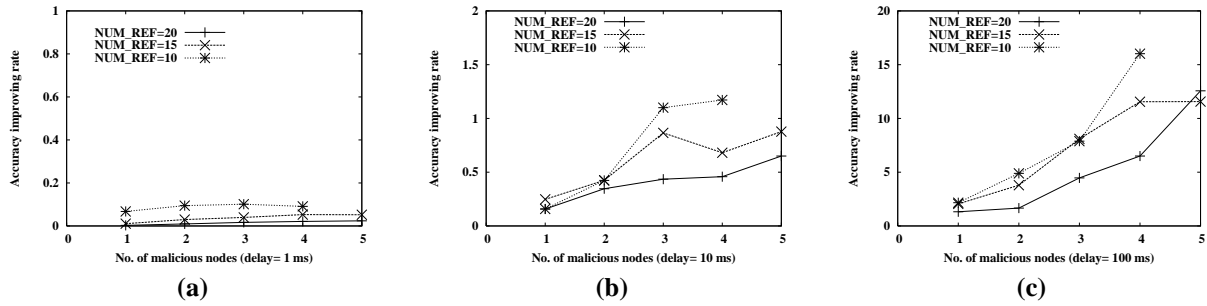 Accuracy improving rate
1
0.8
0.6
0.4
0.2
0
NUM_REF=20
NUM_REF=15
NUM_REF=10
0 1 2 3 4 5
No. of malicious nodes (delay= 1 ms)
(a)
Accuracy improving rate
2
1.5
1
0.5
0
NUM_REF=20
NUM_REF=15
NUM_REF=10
0 1 2 3 4 5
No. of malicious nodes (delay= 10 ms)
(b)
Accuracy improving rate
20
15
10
5
0
NUM_REF=20
NUM_REF=15
NUM_REF=10
0 1 2 3 4 5
No. of malicious nodes (delay= 100 ms)
(c)